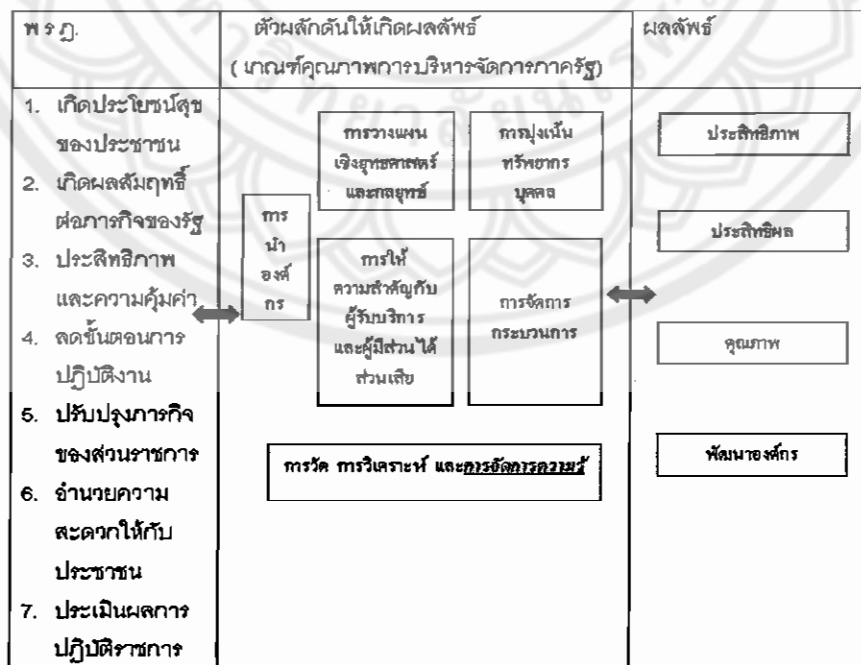 พ ร ฎ.
ตัวผลักดันให้เกิดผลลัพธ์
( เกณฑ์คุณภาพการบริหารจัดการภาครัฐ)
ผลลัพธ์
1. เกิดประโยชน์สุข
ของประชาชน
2. เกิดผลสัมฤทธิ์
ต่อภารกิจของรัฐ
3. ประสิทธิภาพ
และความคุ้มค่า
4. ลดขั้นตอนการ
ปฏิบัติงาน
5. ปรับปรุงภารกิจ
ของส่วนราชการ
6. อำนวยความ
สะดวกให้กับ
ประชาชน
7. ประเมินผลการ
ปฏิบัติราชการ
การ
นำ
องค์
กร
การวางแผน
เชิงยุทธศาสตร์
และกลยุทธ์
การมุ่งเน้น
ทรัพยากร
บุคคล
การให้
ความสำคัญกับ
ผู้รับบริการ
และผู้มีส่วนได้
ส่วนเสีย
การจัดการ
กระบวนการ
การวัด การวิเคราะห์ และการจัดการความรู้
ประสิทธิภาพ
ประสิทธิผล
คุณภาพ
พัฒนาองค์กร